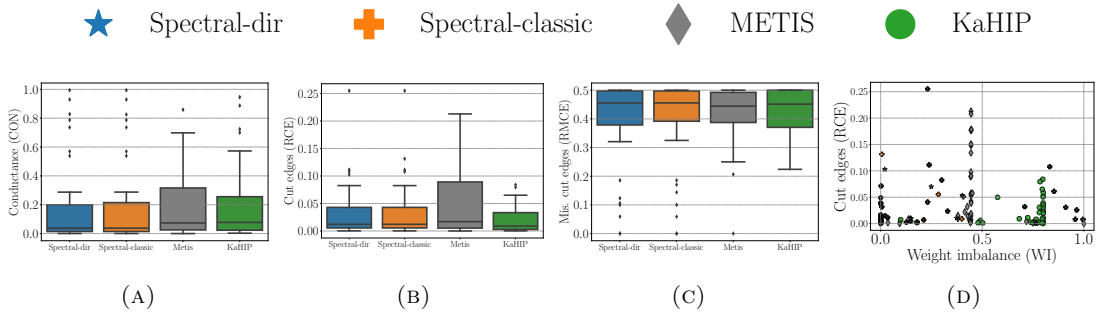 Spectral-dir Spectral-classic METIS KaHIP
Conductance (CON)
1.0
0.8
0.6
0.4
0.2
0.0
Spectral-dir Spectral-classic Metis KaHIP
(A)
Cut edges (RCE)
0.25
0.20
0.15
0.10
0.05
0.00
Spectral-dir Spectral-classic Metis KaHIP
(B)
Mis. cut edges (RMCE)
0.5
0.4
0.3
0.2
0.1
0.0
Spectral-dir Spectral-classic Metis KaHIP
(C)
Cut edges (RCE)
0.25
0.20
0.15
0.10
0.05
0.00
0.0 0.5 1.0
Weight imbalance (WI)
(D)